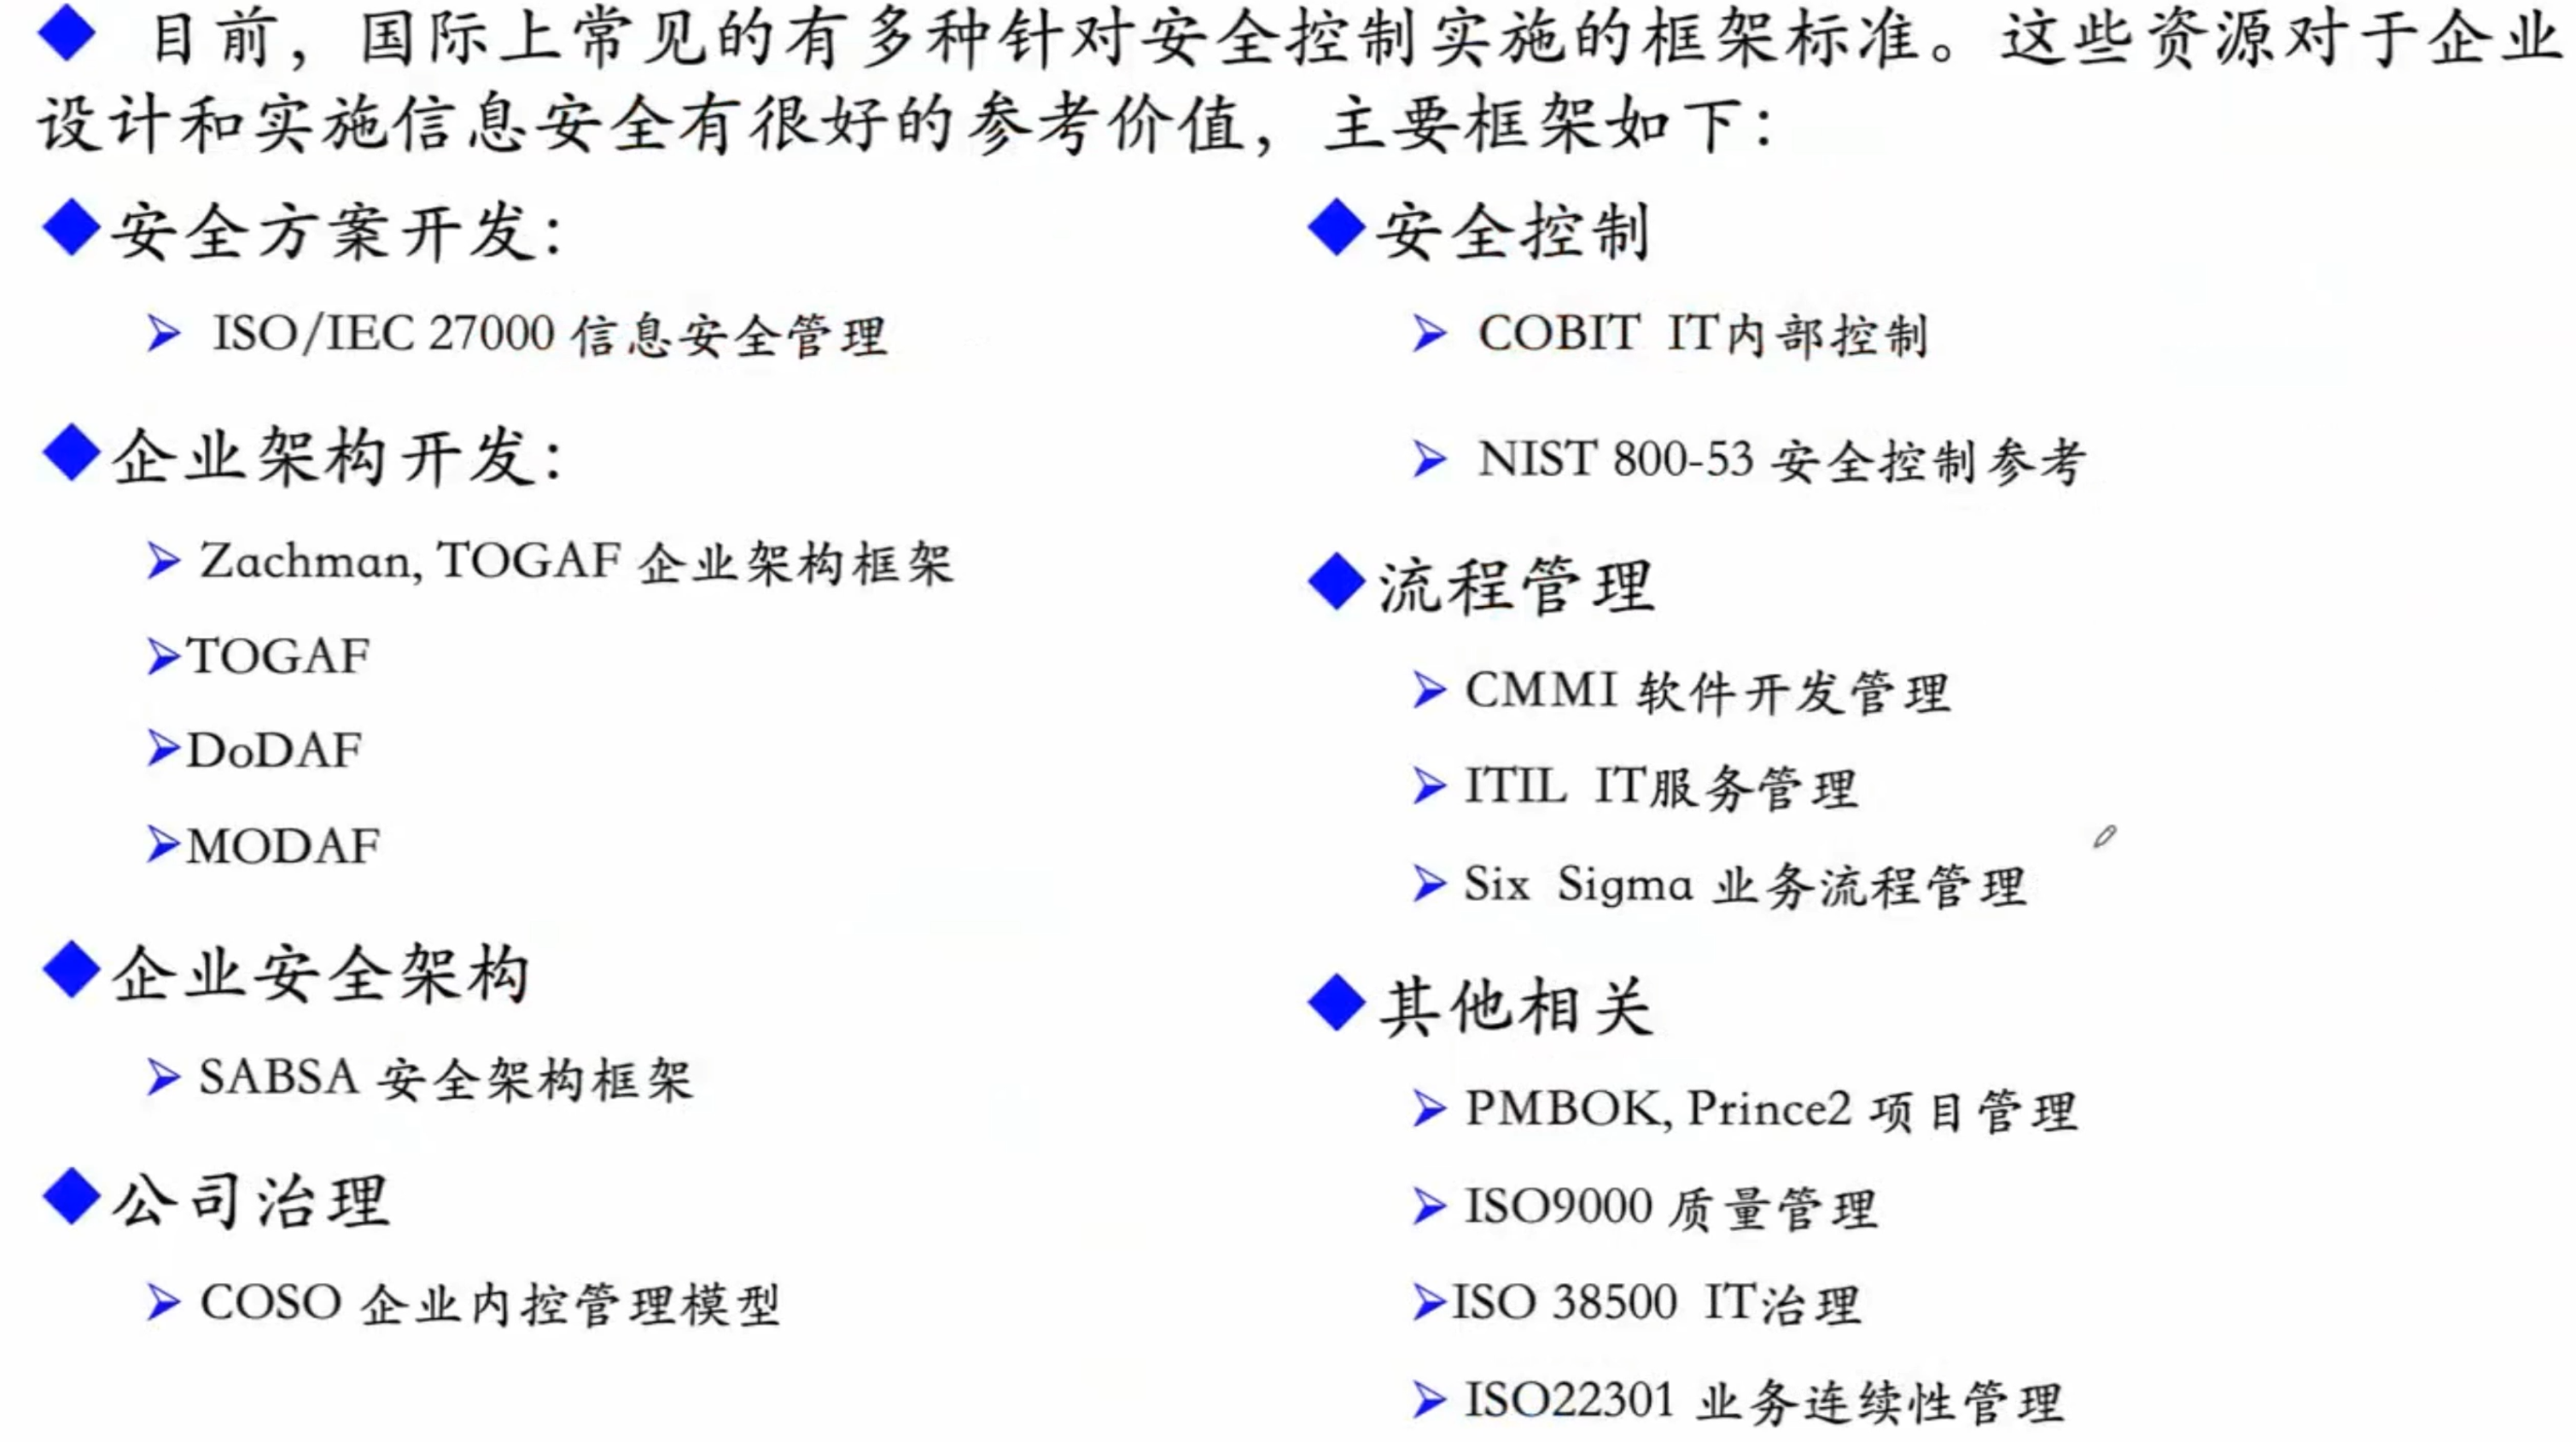 目前，国际上常见的有多种针对安全控制实施的框架标准。这些资源对于企业
设计和实施信息安全有很好的参考价值，主要框架如下：
安全方案开发：
ISO/IEC 27000 信息安全管理
企业架构开发：
Zachman, TOGAF 企业架构框架
TOGAF
DoDAF
MODAF
企业安全架构
SABSA 安全架构框架
公司治理
COSO 企业内控管理模型
安全控制
COBIT IT内部控制
NIST 800-53 安全控制参考
流程管理
CMMI 软件开发管理
ITIL IT服务管理
Six Sigma 业务流程管理
其他相关
PMBOK, Prince2 项目管理
ISO9000 质量管理
ISO 38500 IT治理
ISO22301 业务连续性管理